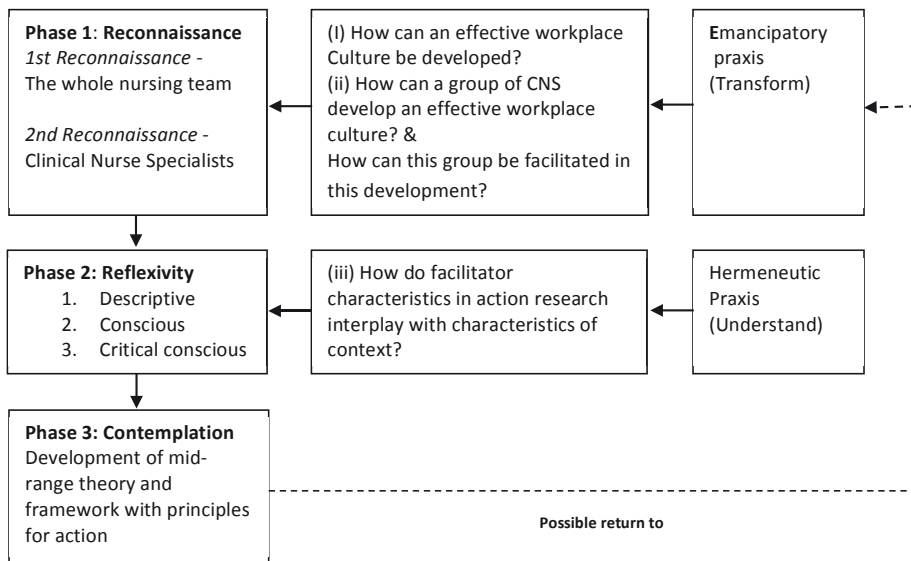 Phase 1: Reconnaissance
1st Reconnaissance -
The whole nursing team
2nd Reconnaissance -
Clinical Nurse Specialists
(I) How can an effective workplace
Culture be developed?
(ii) How can a group of CNS
develop an effective workplace
culture? &
How can this group be facilitated in
this development?
Emancipatory
praxis
(Transform)
Phase 2: Reflexivity
1. Descriptive
2. Conscious
3. Critical conscious
(iii) How do facilitator
characteristics in action research
interplay with characteristics of
context?
Hermeneutic
Praxis
(Understand)
Phase 3: Contemplation
Development of mid-
range theory and
framework with principles
for action
Possible return to